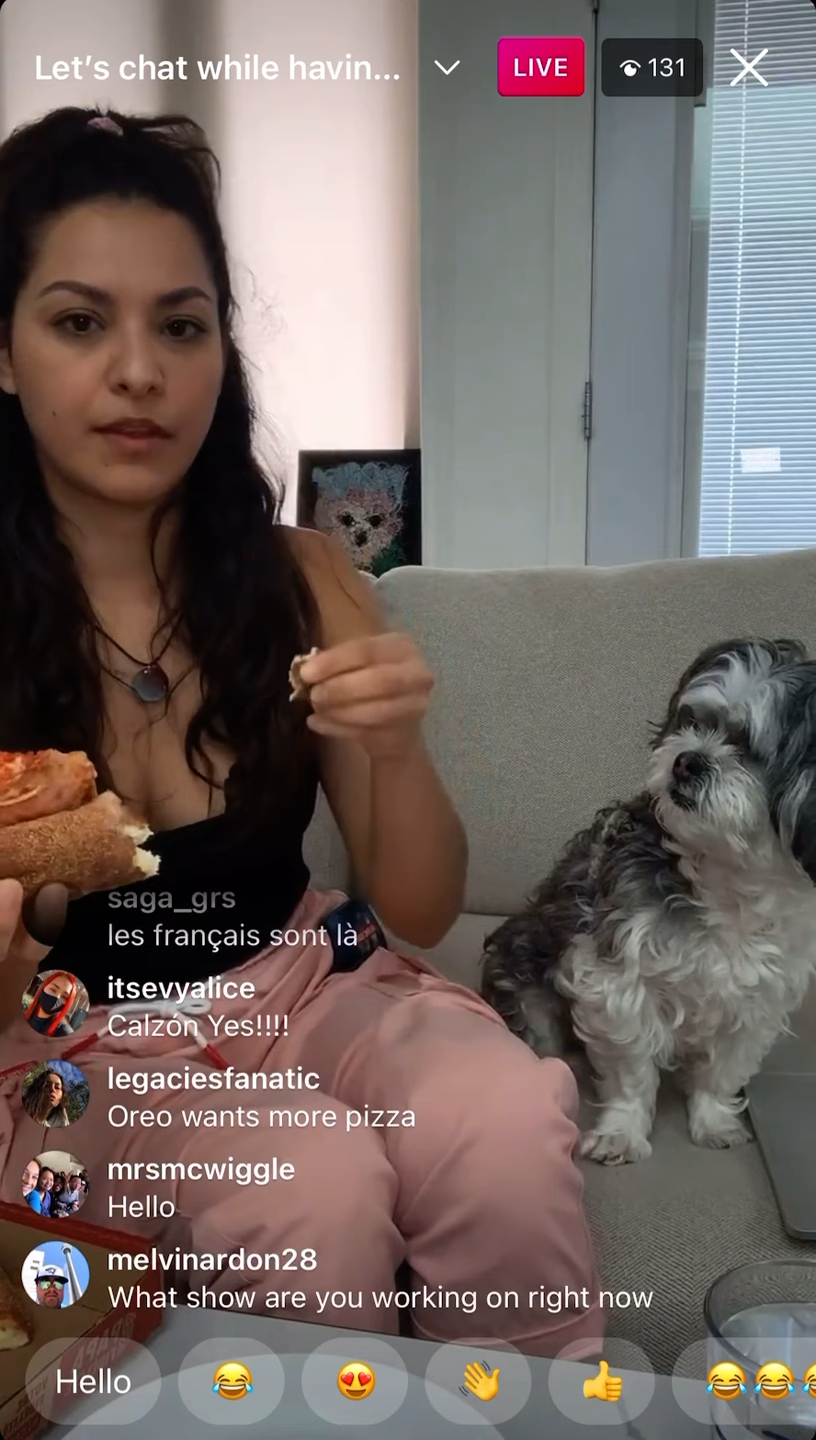 Let’s chat while havin...
LIVE
131
saga_grs
les français sont là
itsevyalice
Calzón Yes!!!!
legaciesfanatic
Oreo wants more pizza
mrsmcwiggle
Hello
melvinardon28
What show are you working on right now
Hello